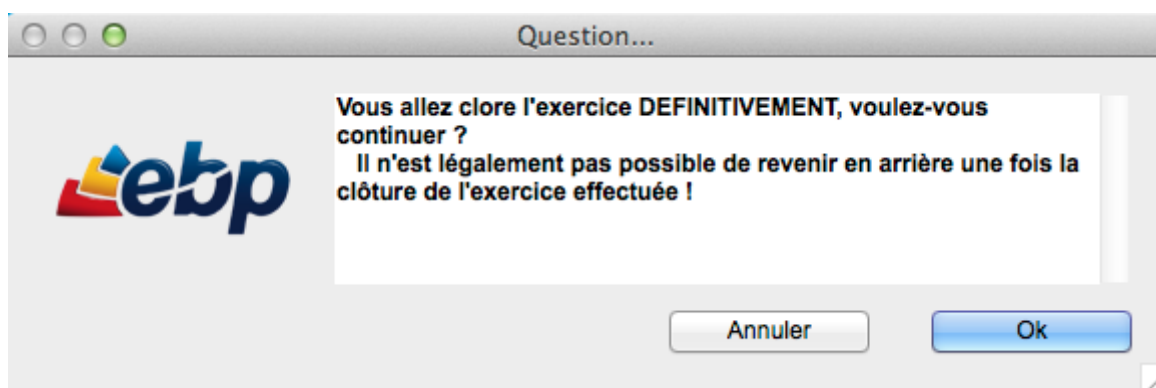 Question...
Vous allez clore l'exercice DEFINITIVEMENT, voulez-vous
continuer ?
Il n'est légalement pas possible de revenir en arrière une fois la
clôture de l'exercice effectuée !
ebp
Annuler
Ok